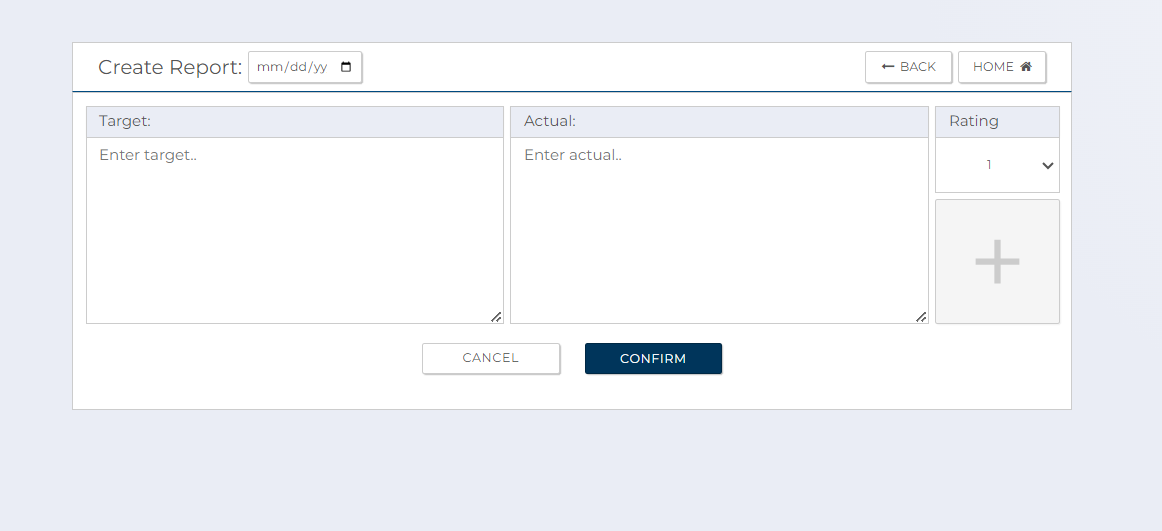 Create Report: mm/dd/yy BACK HOME
Target: Actual: Rating
Enter target.. Enter actual.. 1
CANCEL CONFIRM